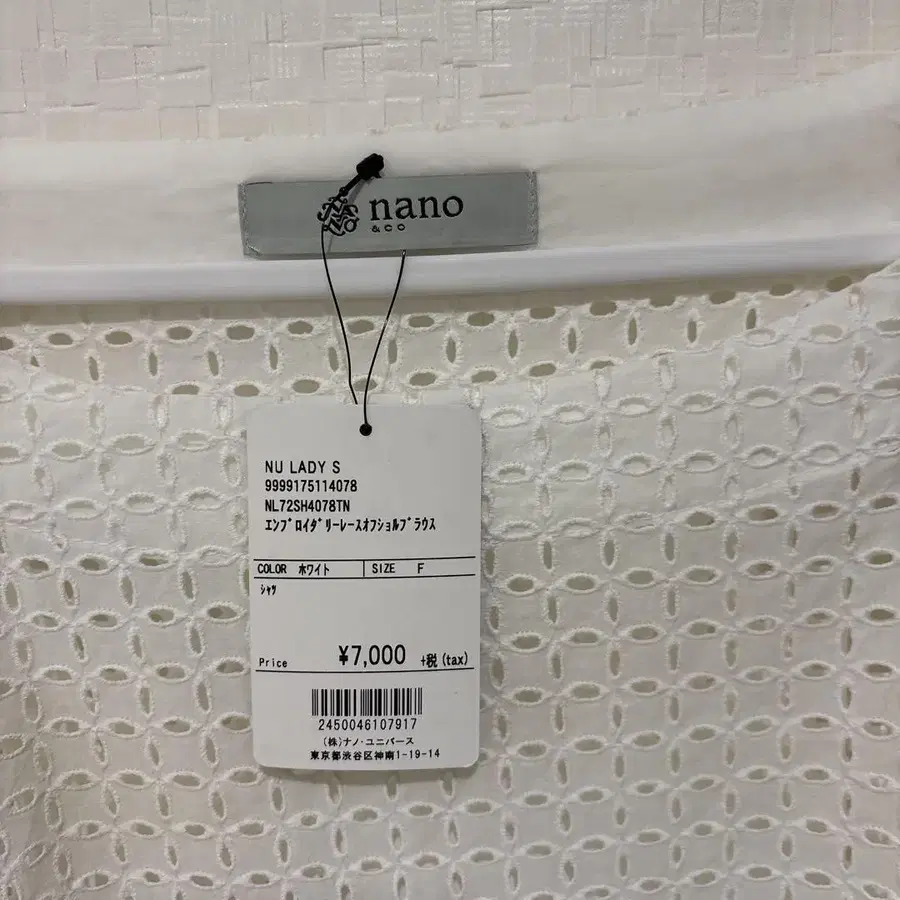 nano
&CO
NU LADY S
9999175114078
NL72SH4078TN
ｴﾝﾌﾞﾛｲﾀﾞﾘｰﾚｰｽｵﾌｼｮﾙﾌﾞﾗｳｽ
COLOR ﾎﾜｲﾄ SIZE F
ｼｬﾂ
Price ¥7,000 +税(tax)
2450046107917
(株)ナノ・ユニバース
東京都渋谷区神南1-19-14